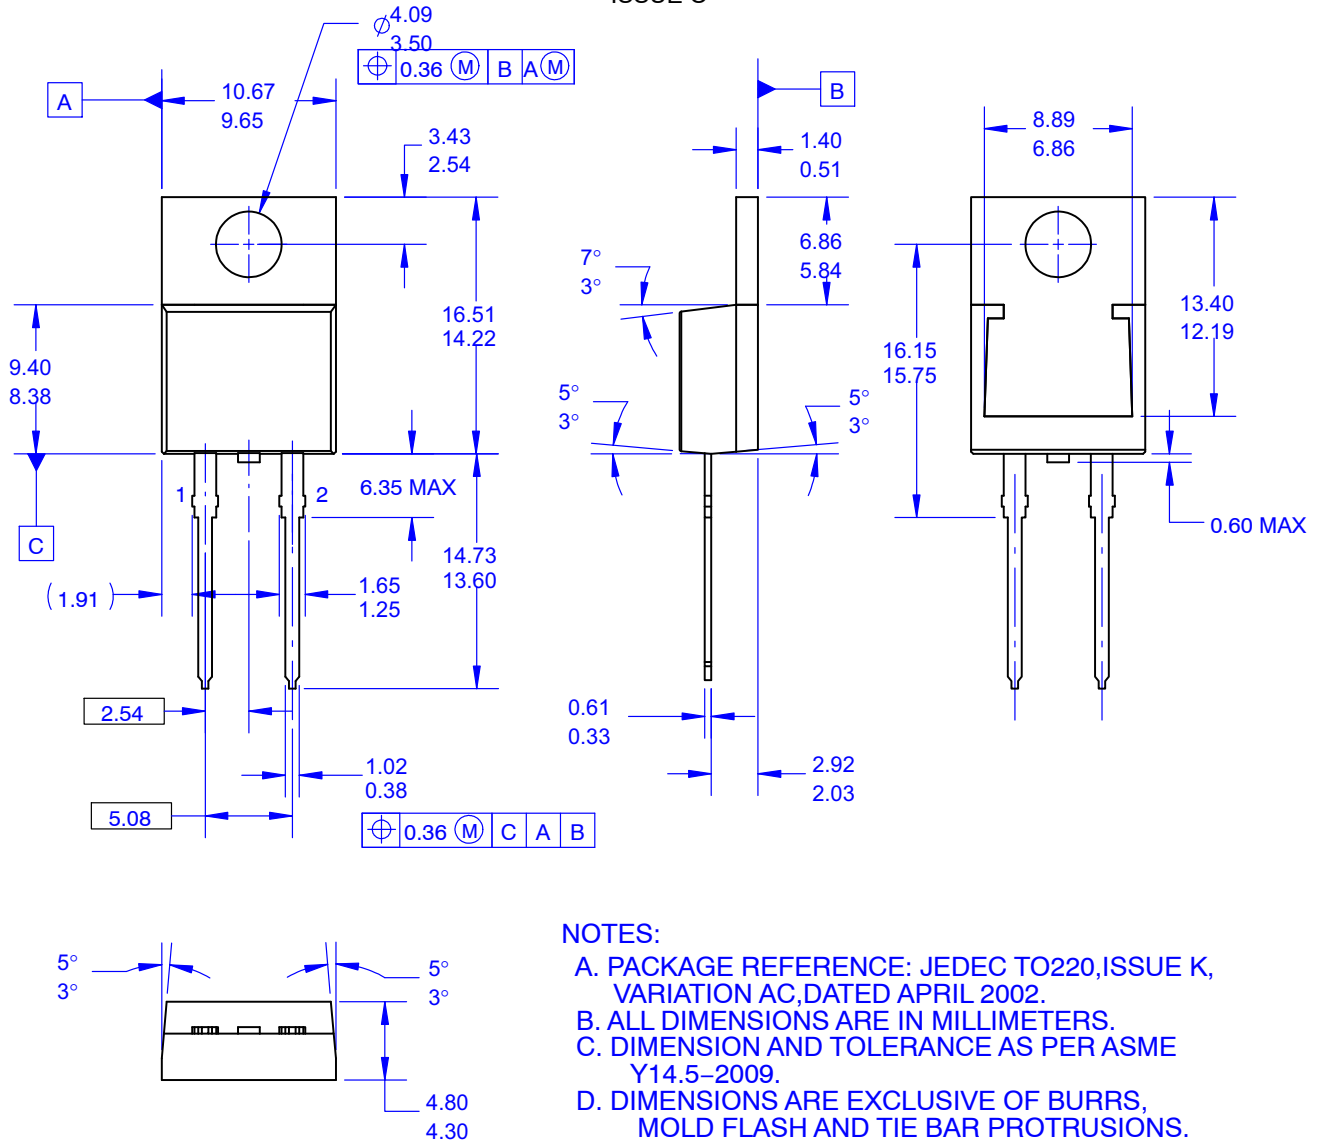 ISSUE O
⌀4.09
3.50
⌖ 0.36 Ⓜ B AⓂ
A
10.67
9.65
B
3.43
2.54
1.40
0.51
8.89
6.86
6.86
5.84
7°
3°
16.51
14.22
13.40
12.19
16.15
15.75
9.40
8.38
5°
3°
5°
3°
1
2
6.35 MAX
C
0.60 MAX
14.73
13.60
(1.91)
1.65
1.25
2.54
0.61
0.33
1.02
0.38
2.92
2.03
5.08
⌖ 0.36 Ⓜ C A B
5°
3°
5°
3°
4.80
4.30
NOTES:
A. PACKAGE REFERENCE: JEDEC TO220,ISSUE K,
VARIATION AC,DATED APRIL 2002.
B. ALL DIMENSIONS ARE IN MILLIMETERS.
C. DIMENSION AND TOLERANCE AS PER ASME
Y14.5–2009.
D. DIMENSIONS ARE EXCLUSIVE OF BURRS,
MOLD FLASH AND TIE BAR PROTRUSIONS.